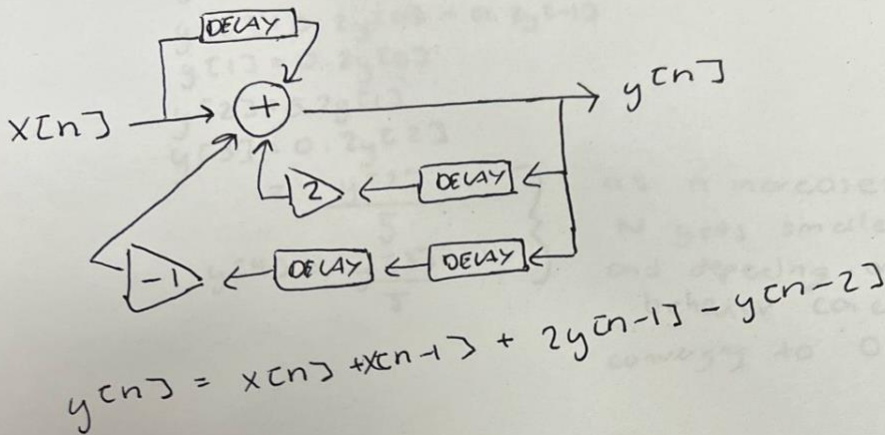 DELAY
x[n]
+
y[n]
2
DELAY
-1
DELAY
DELAY
y[n] = x[n] + x[n-1] + 2y[n-1] - y[n-2]